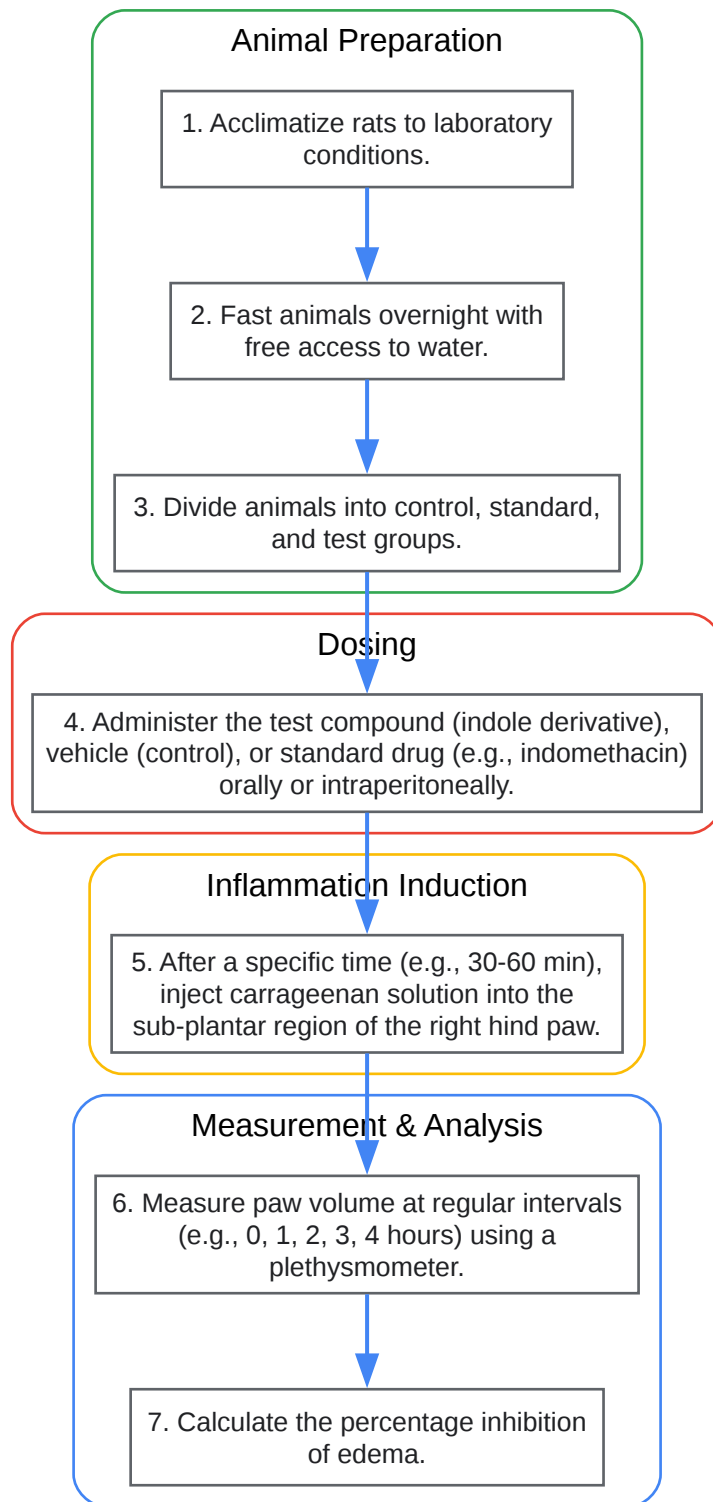 Animal Preparation
1. Acclimatize rats to laboratory
conditions.
2. Fast animals overnight with
free access to water.
3. Divide animals into control, standard,
and test groups.
Dosing
4. Administer the test compound (indole derivative),
vehicle (control), or standard drug (e.g., indomethacin)
orally or intraperitoneally.
Inflammation Induction
5. After a specific time (e.g., 30-60 min),
inject carrageenan solution into the
sub-plantar region of the right hind paw.
Measurement & Analysis
6. Measure paw volume at regular intervals
(e.g., 0, 1, 2, 3, 4 hours) using a
plethysmometer.
7. Calculate the percentage inhibition
of edema.